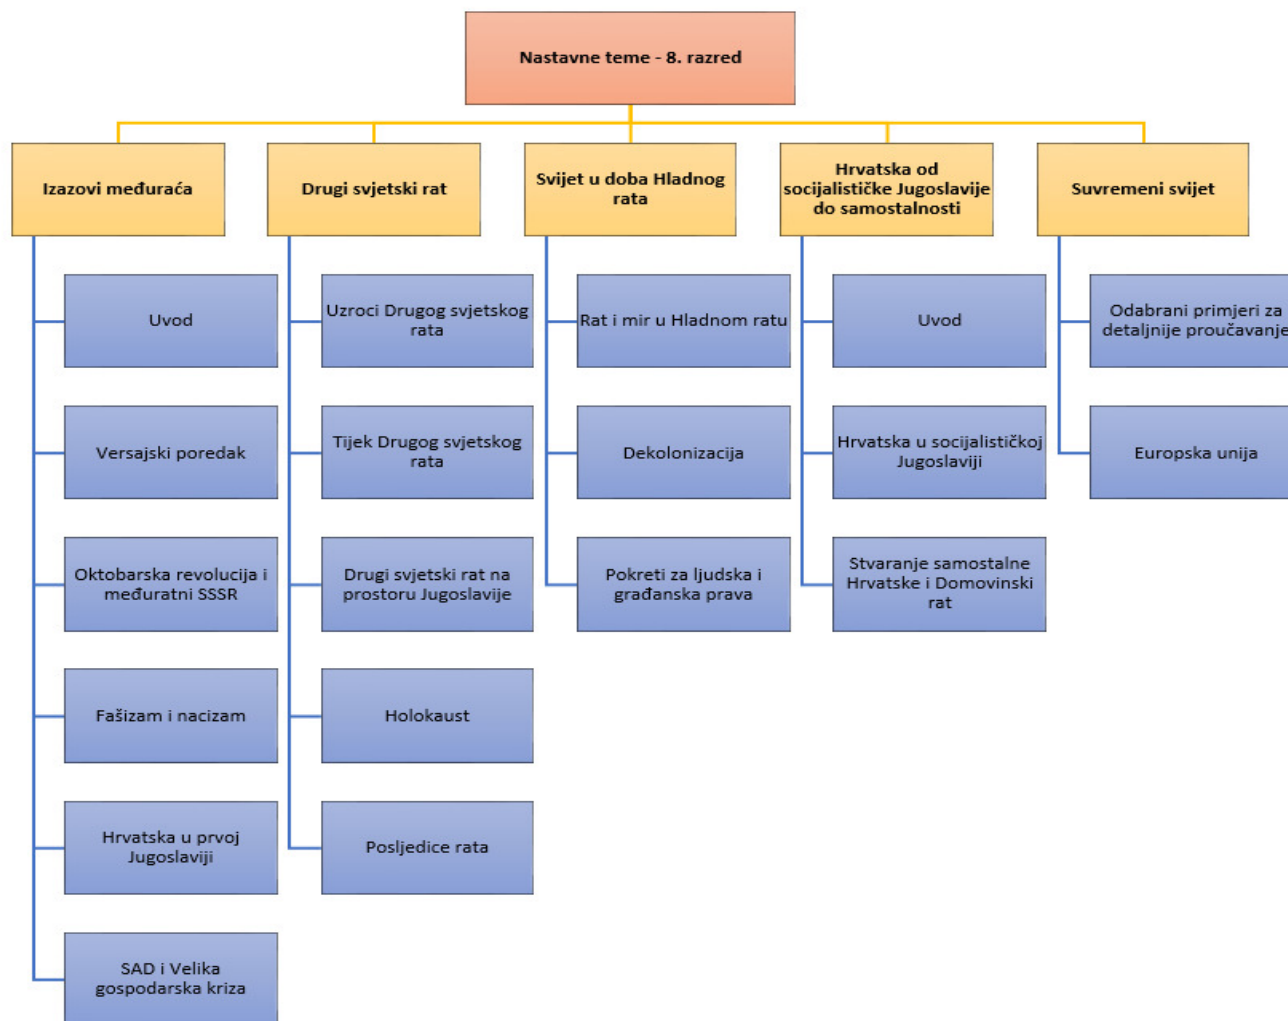 Nastavne teme - 8. razred
Izazovi međuraća
Uvod
Versajski poredak
Oktobarska revolucija i
međuratni SSSR
Fašizam i nacizam
Hrvatska u prvoj
Jugoslaviji
SAD i Velika
gospodarska kriza
Drugi svjetski rat
Uzroci Drugog svjetskog
rata
Tijek Drugog svjetskog
rata
Drugi svjetski rat na
prostoru Jugoslavije
Holokaust
Posljedice rata
Svijet u doba Hladnog
rata
Rat i mir u Hladnom ratu
Dekolonizacija
Pokreti za ljudska i
građanska prava
Hrvatska od
socijalističke Jugoslavije
do samostalnosti
Uvod
Hrvatska u socijalističkoj
Jugoslaviji
Stvaranje samostalne
Hrvatske i Domovinski
rat
Suvremeni svijet
Odabrani primjeri za
detaljnije proučavanje
Europska unija